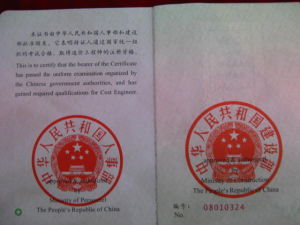 本证书由中华人民共和国人事部和建设
部批准颁发。它表明持证人通过国家统一组
织的考试合格，取得造价工程师的执业资格。
This is to certify that the bearer of the Certificate
has passed the uniform examination organized by
the Chinese government authorities, and has
gained required qualifications for Cost Engineer.
中华人民共和国人事部
approved & authorized
by
Ministry of Personnel
The People's Republic of China
中华人民共和国建设部
approved & authorized
by
Ministry of Construction
The People's Republic of China
编号: 08010324
No.